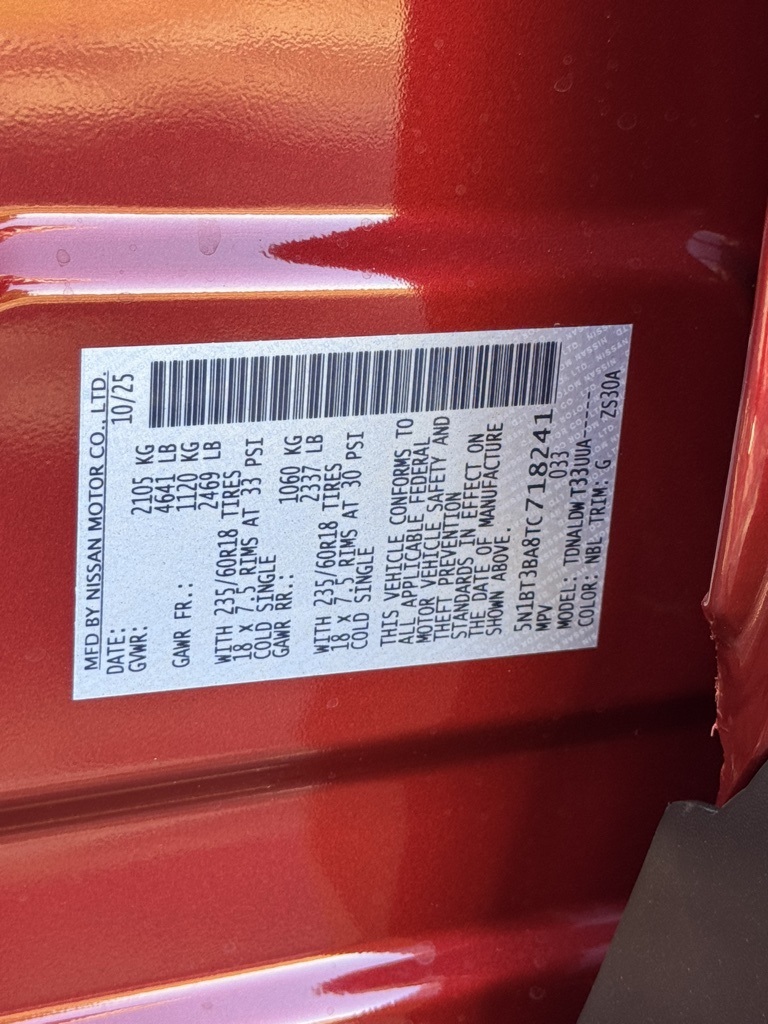 MFD BY NISSAN MOTOR CO., LTD.
DATE: 10/25
GVWR: 2105 KG
4641 LB
GAWR FR.: 1120 KG
2469 LB
WITH 235/60R18 TIRES
18 x 7.5 RIMS AT 33 PSI
COLD SINGLE
GAWR RR.: 1060 KG
2337 LB
WITH 235/60R18 TIRES
18 x 7.5 RIMS AT 30 PSI
COLD SINGLE
THIS VEHICLE CONFORMS TO
ALL APPLICABLE FEDERAL
MOTOR VEHICLE SAFETY AND
THEFT PREVENTION
STANDARDS IN EFFECT ON
THE DATE OF MANUFACTURE
SHOWN ABOVE.
5N1BT3BA8TC718241
MPV 033
MODEL: TDNALDW T33UUA------
COLOR: NBL TRIM: G ZS30A